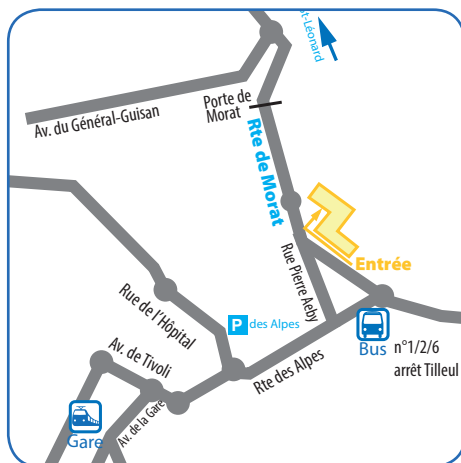 t-Léonard
Porte de
Morat
Av. du Général-Guisan
Rte de Morat
Entrée
Rue Pierre Aeby
Rue de l'Hôpital
P des Alpes
Bus
n°1/2/6
arrêt Tilleul
Rte des Alpes
Av. de Tivoli
Av. de la Gare
Gare